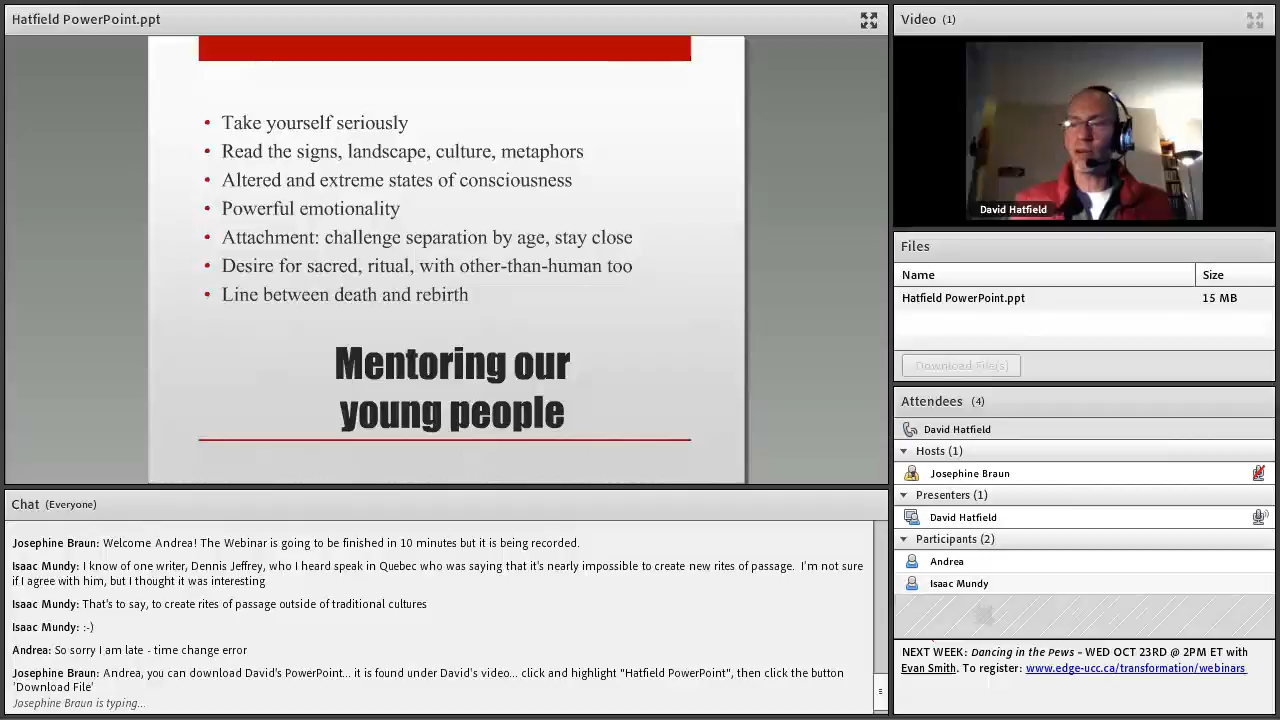 Hatfield PowerPoint.ppt
• Take yourself seriously
• Read the signs, landscape, culture, metaphors
• Altered and extreme states of consciousness
• Powerful emotionality
• Attachment: challenge separation by age, stay close
• Desire for sacred, ritual, with other-than-human too
• Line between death and rebirth
Mentoring our
young people
Chat (Everyone)
Josephine Braun: Welcome Andrea! The Webinar is going to be finished in 10 minutes but it is being recorded.
Isaac Mundy: I know of one writer, Dennis Jeffrey, who I heard speak in Quebec who was saying that it's nearly impossible to create new rites of passage. I'm not sure
if I agree with him, but I thought it was interesting
Isaac Mundy: That's to say, to create rites of passage outside of traditional cultures
Isaac Mundy: :-)
Andrea: So sorry I am late - time change error
Josephine Braun: Andrea, you can download David's PowerPoint... it is found under David's video... click and highlight "Hatfield PowerPoint", then click the button
'Download File'
Josephine Braun is typing...
Video (1)
David Hatfield
Files
Name Size
Hatfield PowerPoint.ppt 15 MB
Download File(s)
Attendees (4)
David Hatfield
Hosts (1)
Josephine Braun
Presenters (1)
David Hatfield
Participants (2)
Andrea
Isaac Mundy
NEXT WEEK: Dancing in the Pews - WED OCT 23RD @ 2PM ET with
Evan Smith. To register: www.edge-ucc.ca/transformation/webinars